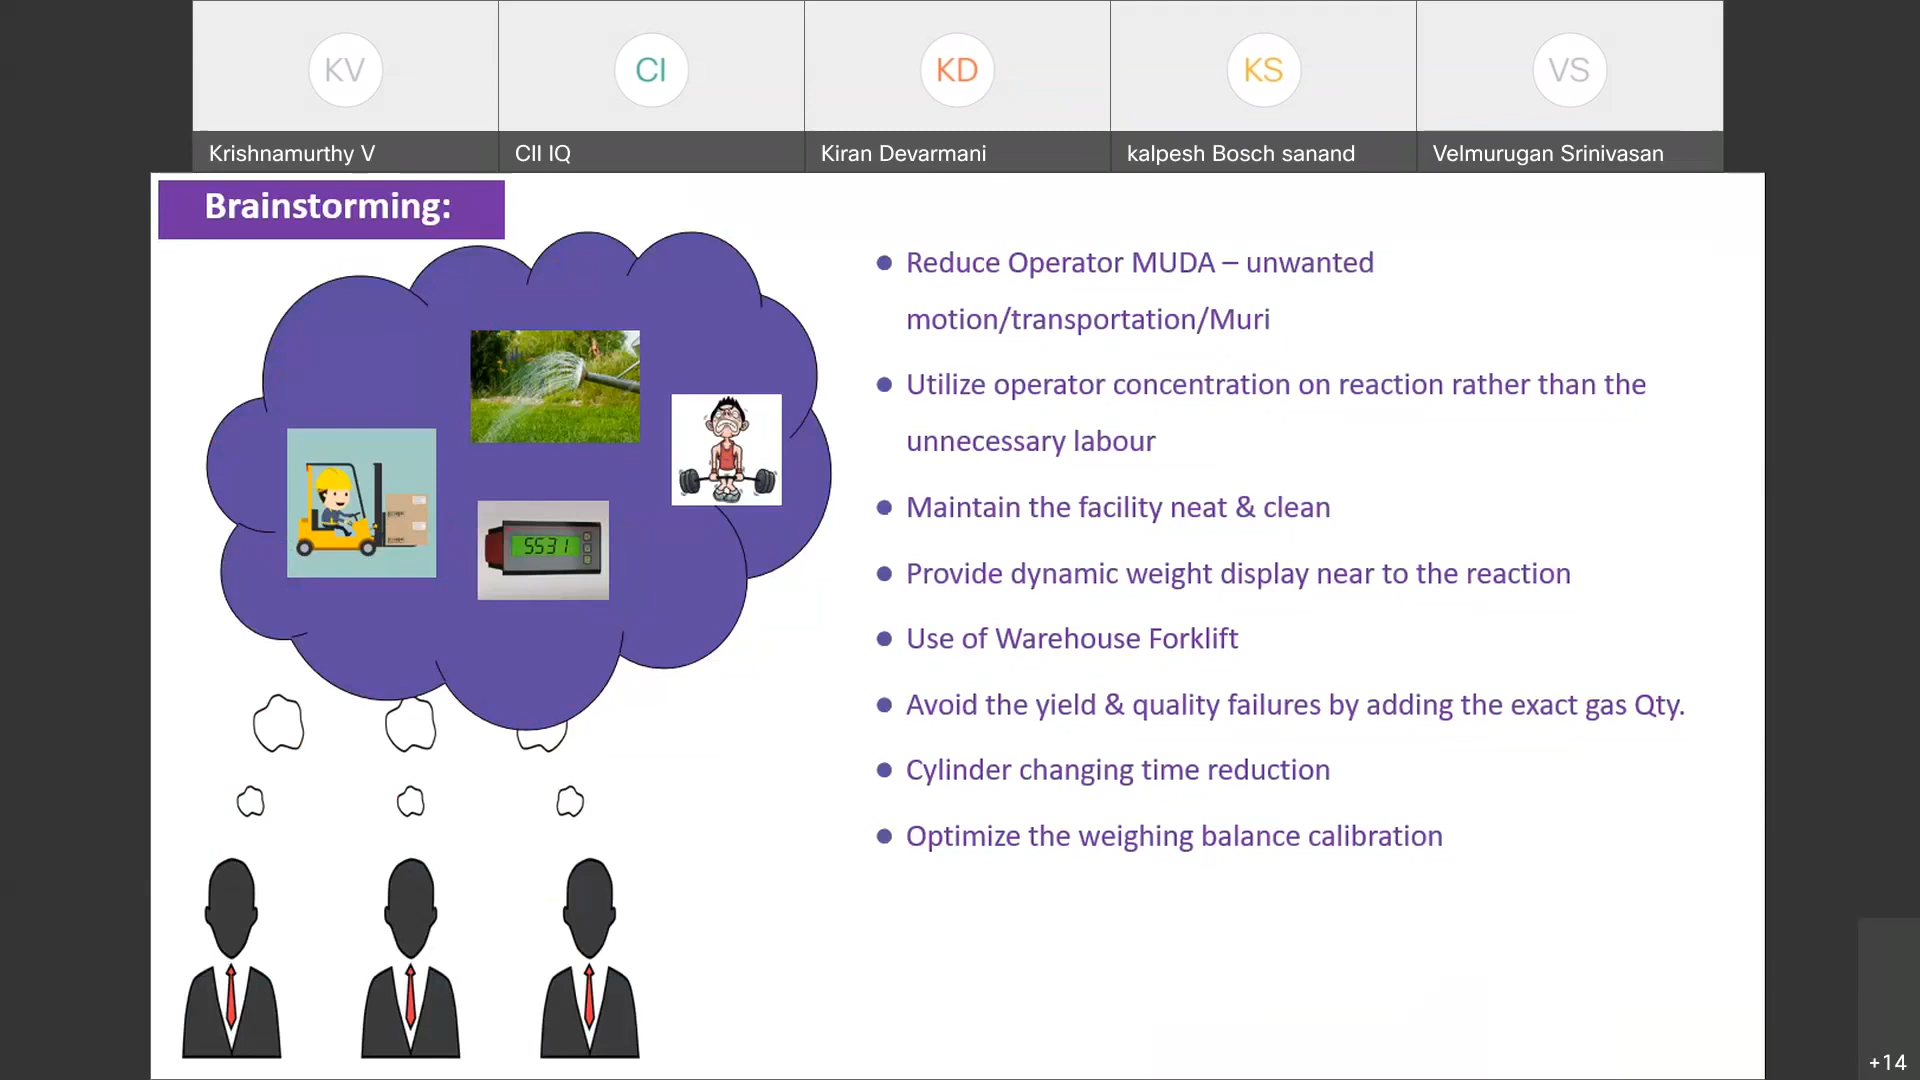 KV
CI
KD
KS
VS
Krishnamurthy V
CII IQ
Kiran Devarmani
kalpesh Bosch sanand
Velmurugan Srinivasan
Brainstorming:
5531
Reduce Operator MUDA – unwanted
motion/transportation/Muri
Utilize operator concentration on reaction rather than the
unnecessary labour
Maintain the facility neat & clean
Provide dynamic weight display near to the reaction
Use of Warehouse Forklift
Avoid the yield & quality failures by adding the exact gas Qty.
Cylinder changing time reduction
Optimize the weighing balance calibration
+14